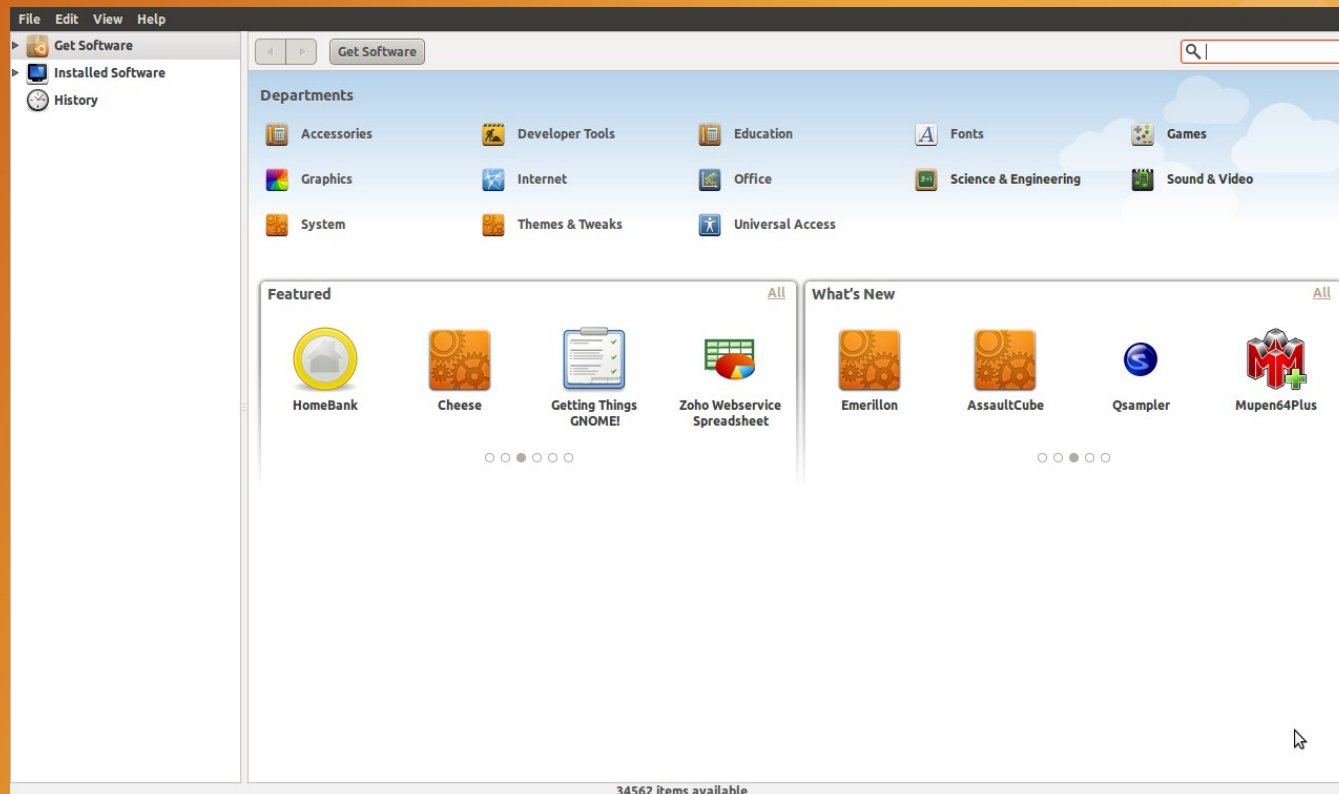 File Edit View Help
Get Software
Installed Software
History
Get Software
Departments
Accessories Developer Tools Education Fonts Games
Graphics Internet Office Science & Engineering Sound & Video
System Themes & Tweaks Universal Access
Featured All
HomeBank Cheese Getting Things GNOME! Zoho Webservice Spreadsheet
What's New All
Emerillon AssaultCube Qsampler Mupen64Plus
34562 items available